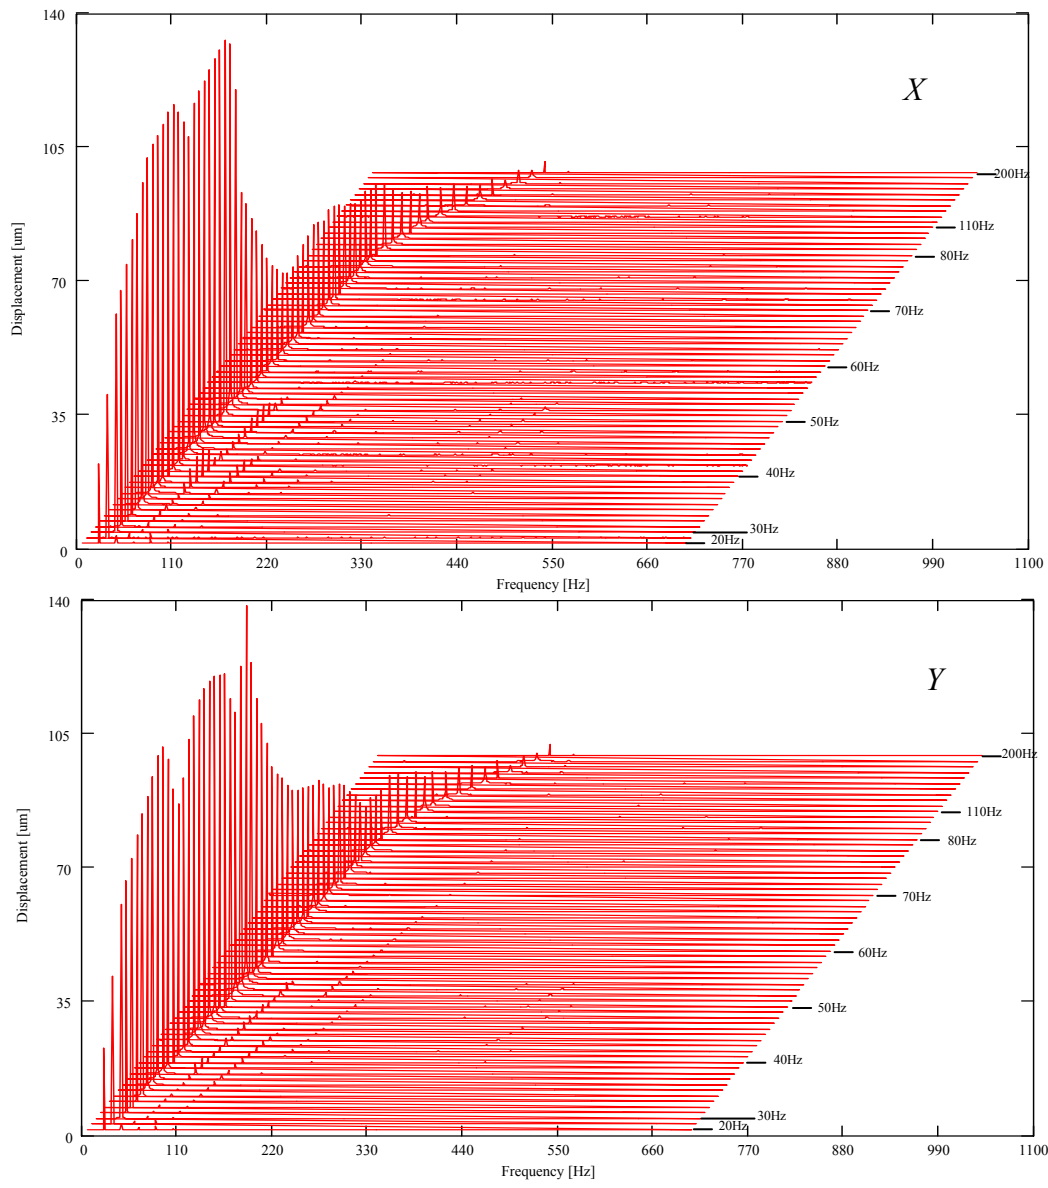 140
X
105
200Hz
110Hz
80Hz
Displacement [um]
70
70Hz
60Hz
35
50Hz
40Hz
30Hz
20Hz
0
0 110 220 330 440 550 660 770 880 990 1100
Frequency [Hz]
140
Y
105
200Hz
110Hz
80Hz
Displacement [um]
70
70Hz
60Hz
35
50Hz
40Hz
30Hz
20Hz
0
0 110 220 330 440 550 660 770 880 990 1100
Frequency [Hz]